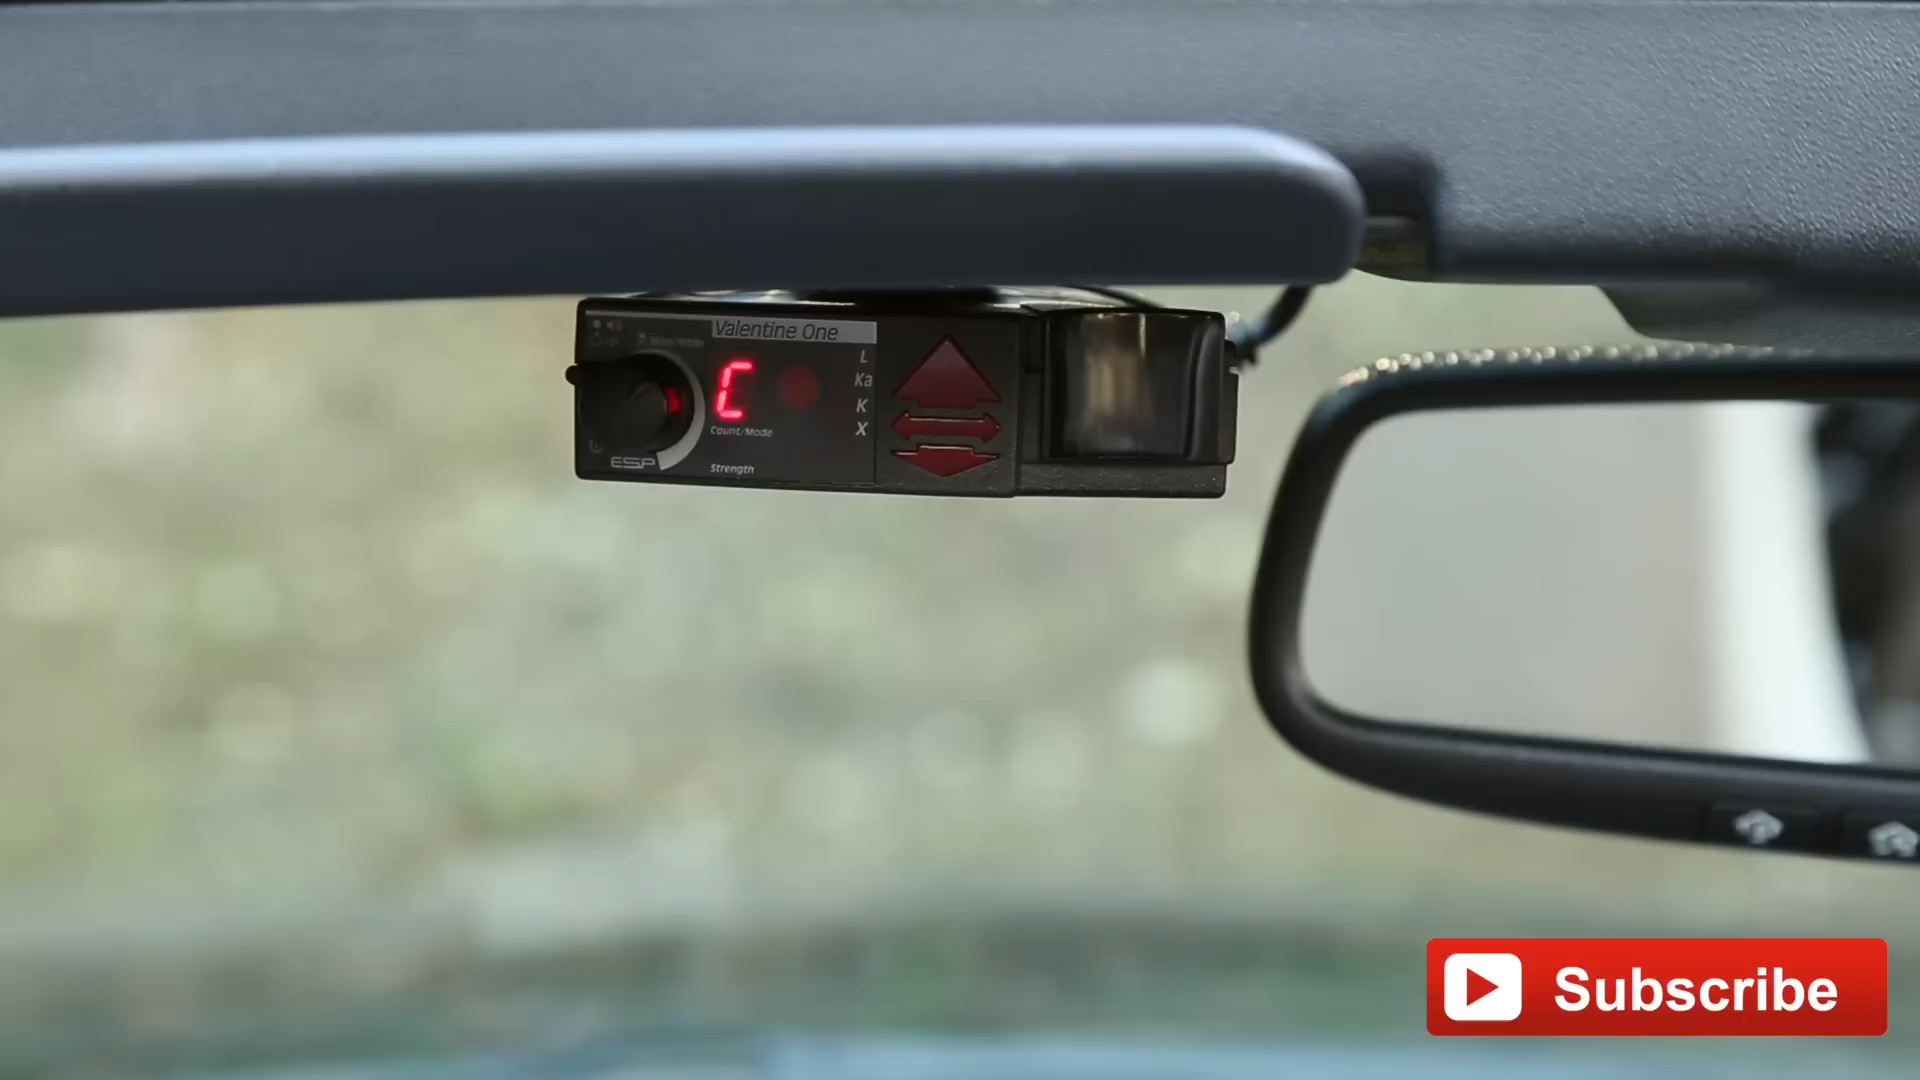 Valentine One
L
Ka
C
K
X
Count/Mode
ESP
Strength
Subscribe